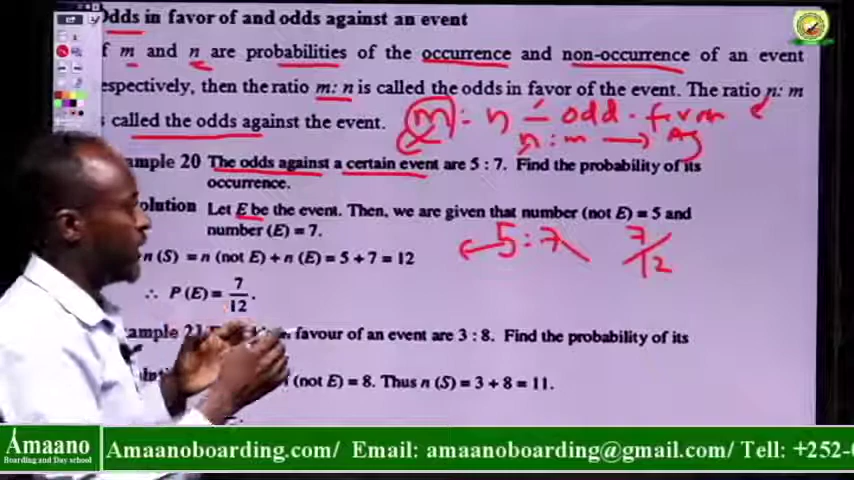 Odds in favor of and odds against an event
f m and n are probabilities of the occurrence and non-occurrence of an event
espectively, then the ratio m: n is called the odds in favor of the event. The ratio n: m
s called the odds against the event.
m : n - odd - favor
n : m → Ag
ample 20 The odds against a certain event are 5 : 7. Find the probability of its
occurrence.
olution Let E be the event. Then, we are given that number (not E) = 5 and
number (E) = 7.
5 : 7
7/12
n (S) = n (not E) + n (E) = 5 + 7 = 12
∴ P(E) = 7/12.
ample 21 favour of an event are 3 : 8. Find the probability of its
(not E) = 8. Thus n (S) = 3 + 8 = 11.
Amaano
Boarding and Day school
Amaanoboarding.com/ Email: amaanoboarding@gmail.com/ Tell: +252-